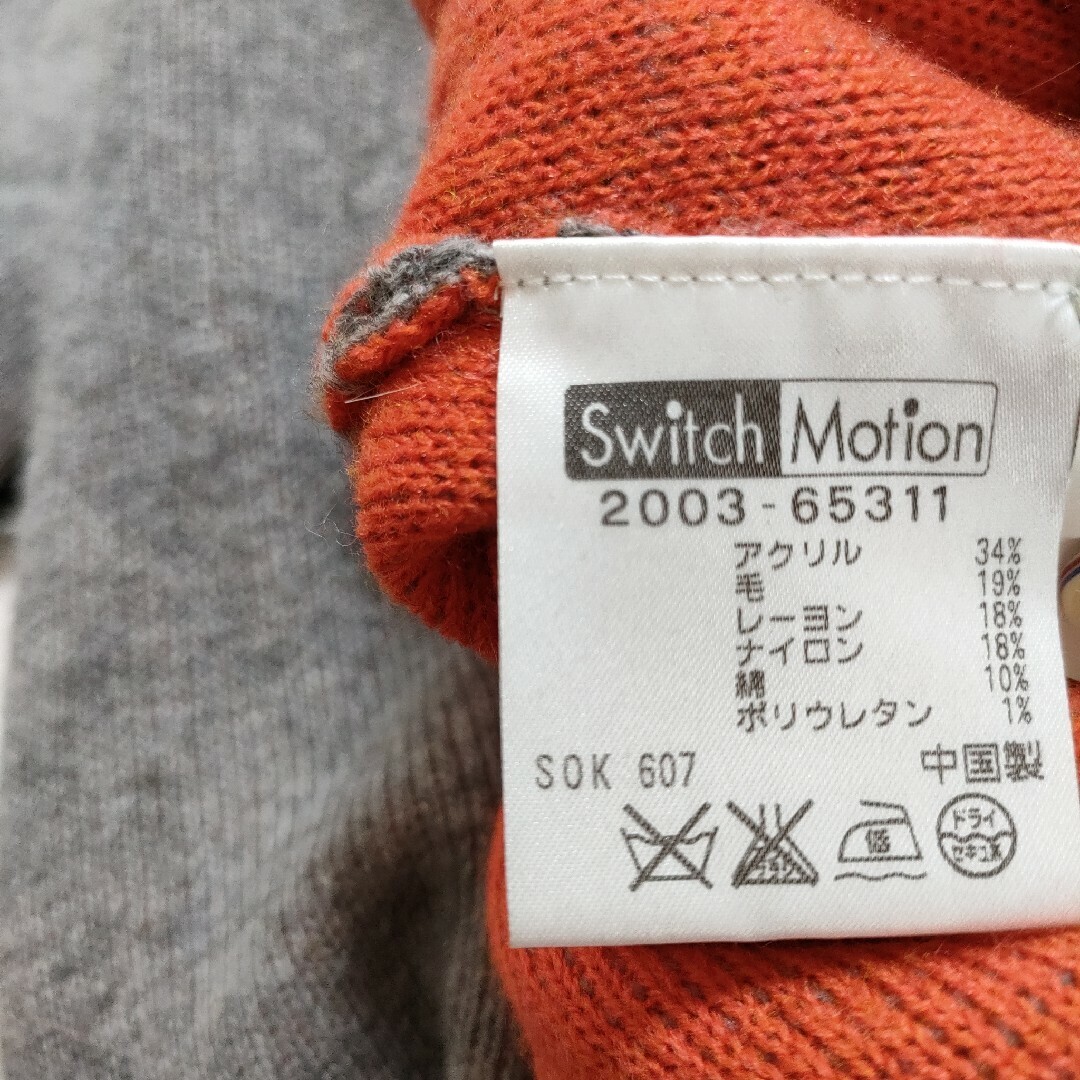 Switch Motion
2003-65311
アクリル 34%
毛 19%
レーヨン 18%
ナイロン 18%
綿 10%
ポリウレタン 1%
SOK 607 中国製
低 ドライ
セキユ系